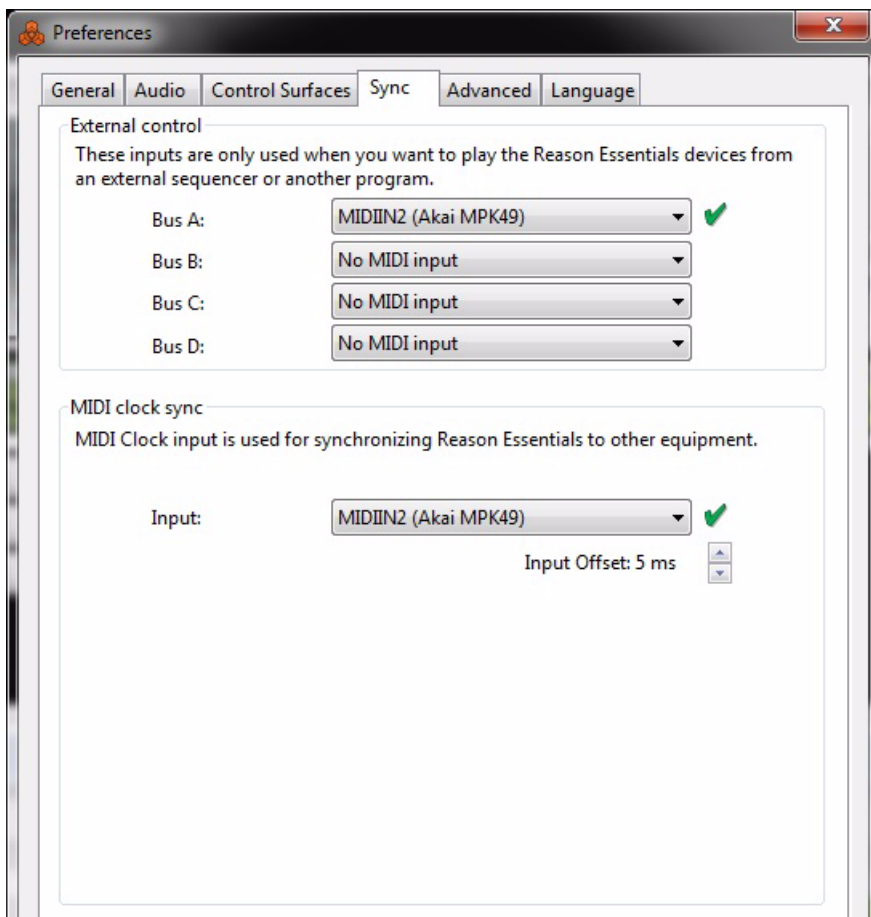 Preferences
General Audio Control Surfaces Sync Advanced Language
External control
These inputs are only used when you want to play the Reason Essentials devices from
an external sequencer or another program.
Bus A: MIDIIN2 (Akai MPK49)
Bus B: No MIDI input
Bus C: No MIDI input
Bus D: No MIDI input
MIDI clock sync
MIDI Clock input is used for synchronizing Reason Essentials to other equipment.
Input: MIDIIN2 (Akai MPK49)
Input Offset: 5 ms